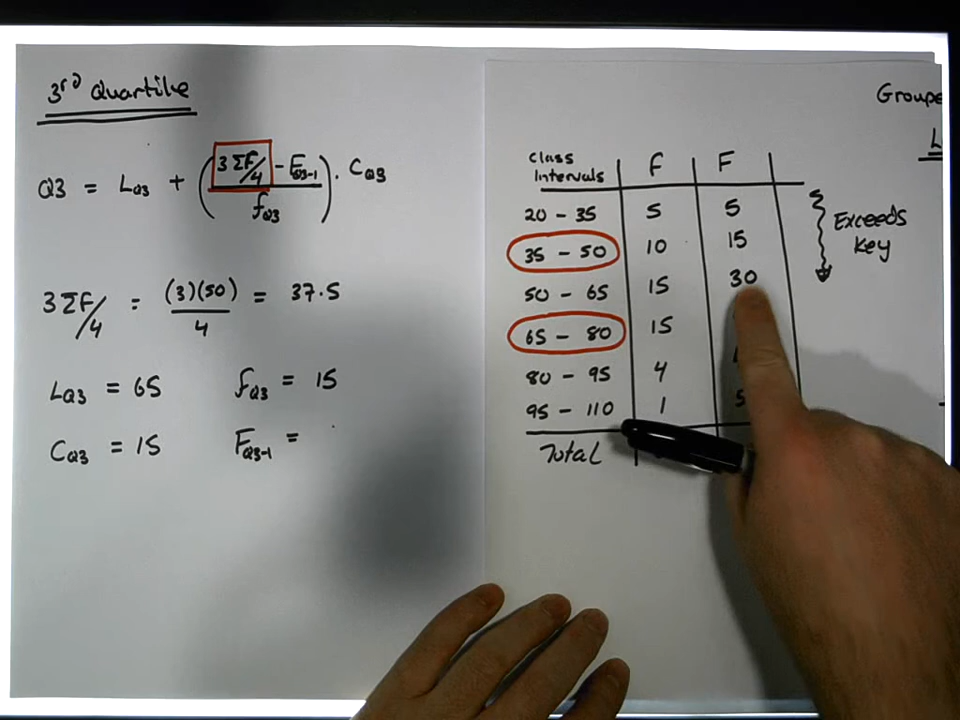 3rd Quartile
Q3 = LQ3 + (3ΣF/4 - FQ3-1 / fQ3) . CQ3
3ΣF/4 = (3)(50)/4 = 37.5
LQ3 = 65 fQ3 = 15
CQ3 = 15 FQ3-1 =
Class Intervals f F
20 - 35 5 5
35 - 50 10 15
50 - 65 15 30
65 - 80 15
80 - 95 4
95 - 110 1
Total
Exceeds
Key